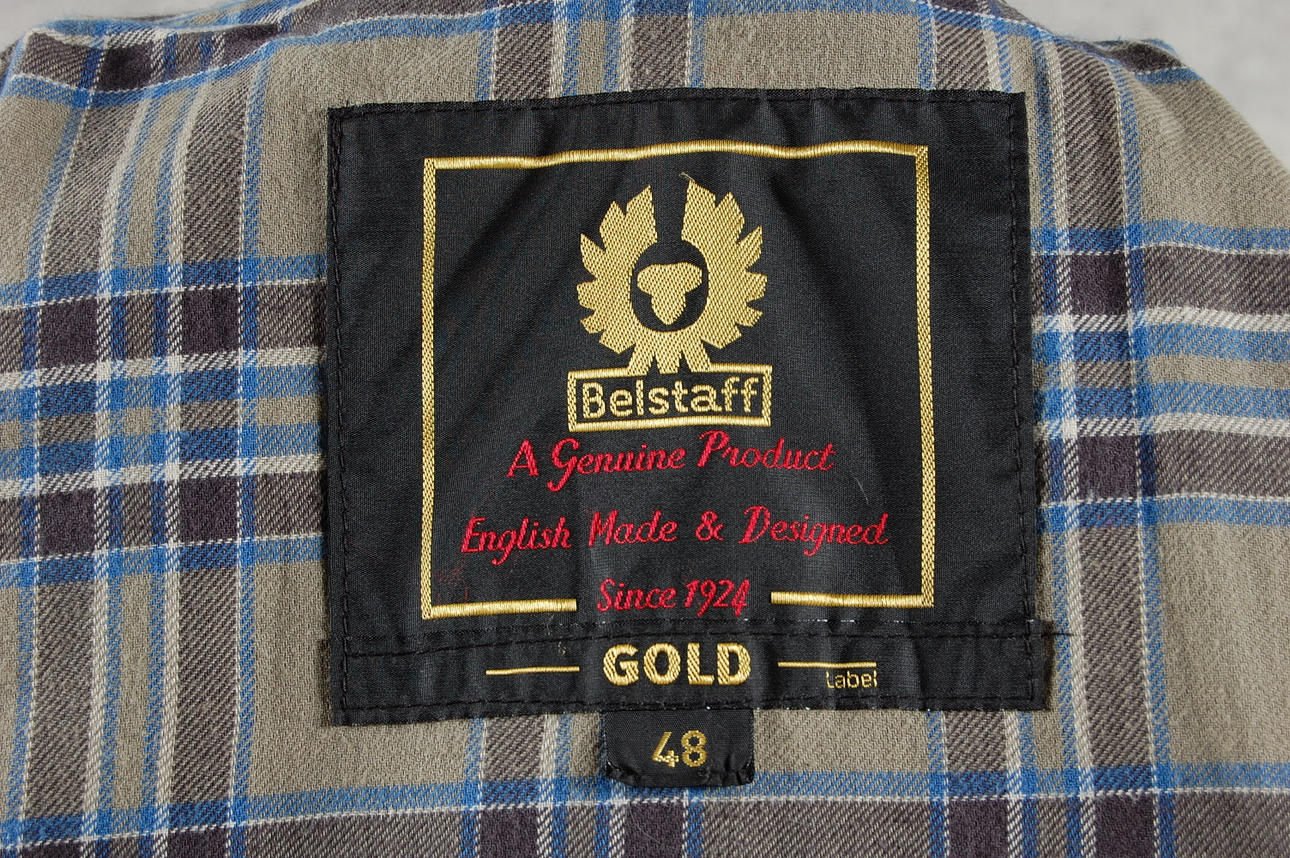 Belstaff
A Genuine Product
English Made & Designed
Since 1924
GOLD
Label
48